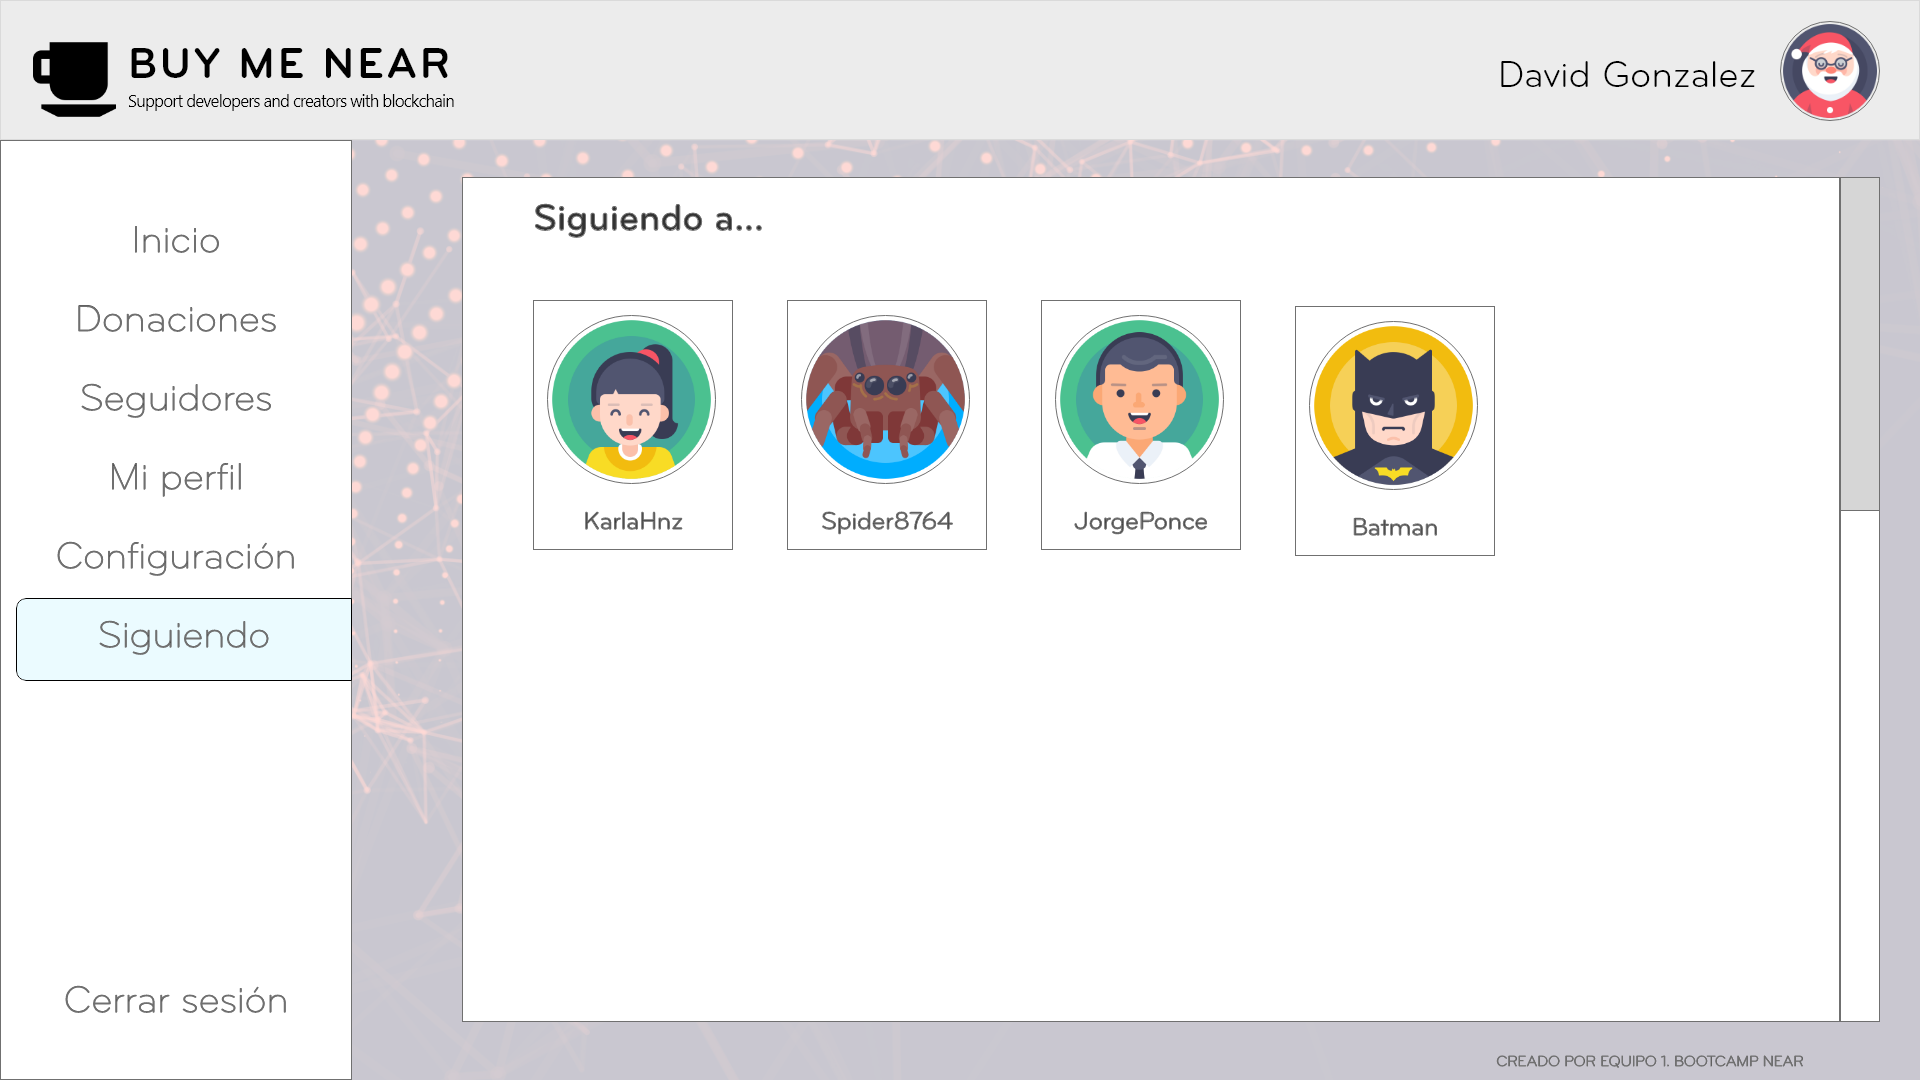 BUY ME NEAR
Support developers and creators with blockchain
David Gonzalez
Inicio
Donaciones
Seguidores
Mi perfil
Configuración
Siguiendo
Cerrar sesión
Siguiendo a...
KarlaHnz
Spider8764
JorgePonce
Batman
CREADO POR EQUIPO 1. BOOTCAMP NEAR